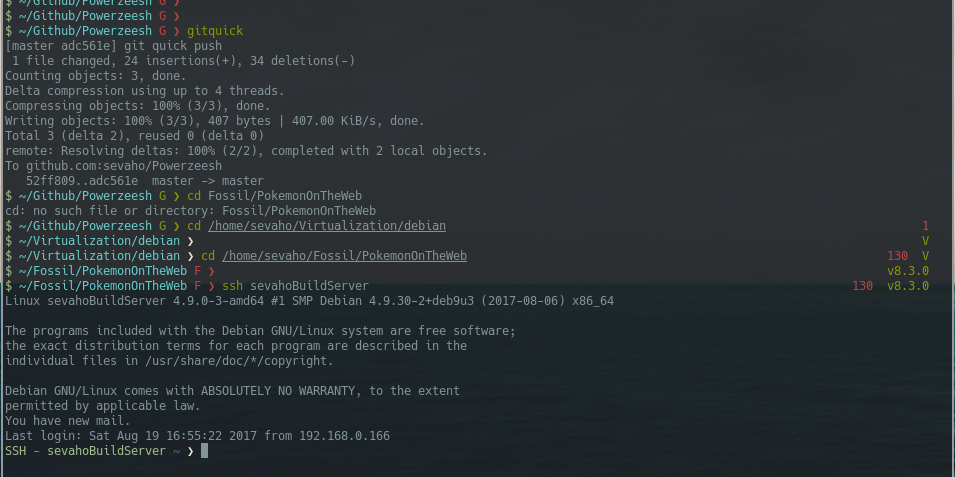 $ ~/Github/Powerzeesh G ❯
$ ~/Github/Powerzeesh G ❯
$ ~/Github/Powerzeesh G ❯ gitquick
[master adc561e] git quick push
 1 file changed, 24 insertions(+), 34 deletions(-)
Counting objects: 3, done.
Delta compression using up to 4 threads.
Compressing objects: 100% (3/3), done.
Writing objects: 100% (3/3), 407 bytes | 407.00 KiB/s, done.
Total 3 (delta 2), reused 0 (delta 0)
remote: Resolving deltas: 100% (2/2), completed with 2 local objects.
To github.com:sevaho/Powerzeesh
   52ff809..adc561e  master -> master
$ ~/Github/Powerzeesh G ❯ cd Fossil/PokemonOnTheWeb
cd: no such file or directory: Fossil/PokemonOnTheWeb
$ ~/Github/Powerzeesh G ❯ cd /home/sevaho/Virtualization/debian 1
$ ~/Virtualization/debian ❯ V
$ ~/Virtualization/debian ❯ cd /home/sevaho/Fossil/PokemonOnTheWeb 130 V
$ ~/Fossil/PokemonOnTheWeb F ❯ v8.3.0
$ ~/Fossil/PokemonOnTheWeb F ❯ ssh sevahoBuildServer 130 v8.3.0
Linux sevahoBuildServer 4.9.0-3-amd64 #1 SMP Debian 4.9.30-2+deb9u3 (2017-08-06) x86_64

The programs included with the Debian GNU/Linux system are free software;
the exact distribution terms for each program are described in the
individual files in /usr/share/doc/*/copyright.

Debian GNU/Linux comes with ABSOLUTELY NO WARRANTY, to the extent
permitted by applicable law.
You have new mail.
Last login: Sat Aug 19 16:55:22 2017 from 192.168.0.166
SSH - sevahoBuildServer ~ ❯